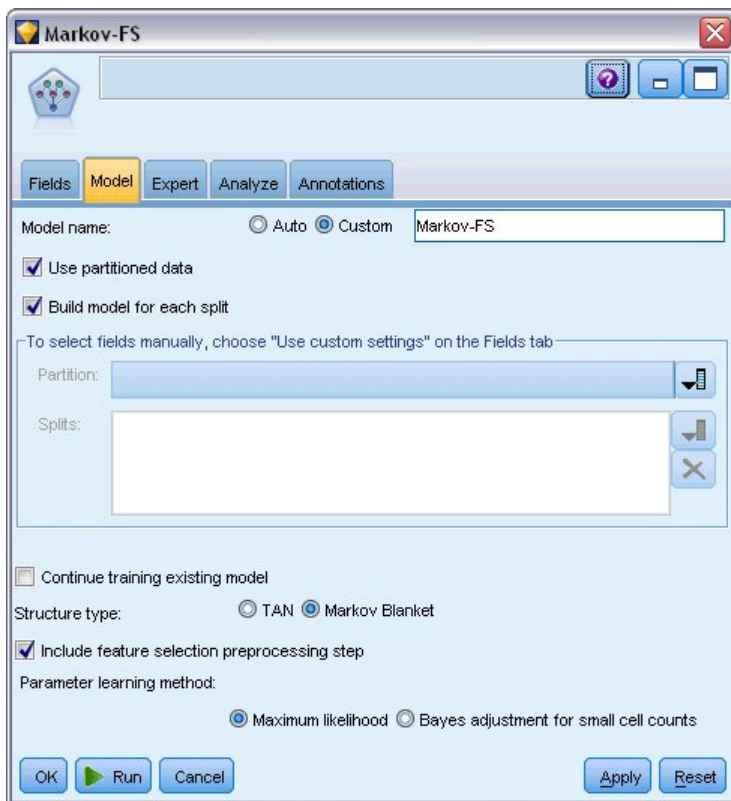 Markov-FS
Fields Model Expert Analyze Annotations
Model name: Auto Custom Markov-FS
Use partitioned data
Build model for each split
To select fields manually, choose "Use custom settings" on the Fields tab
Partition:
Splits:
Continue training existing model
Structure type: TAN Markov Blanket
Include feature selection preprocessing step
Parameter learning method:
Maximum likelihood Bayes adjustment for small cell counts
OK Run Cancel Apply Reset